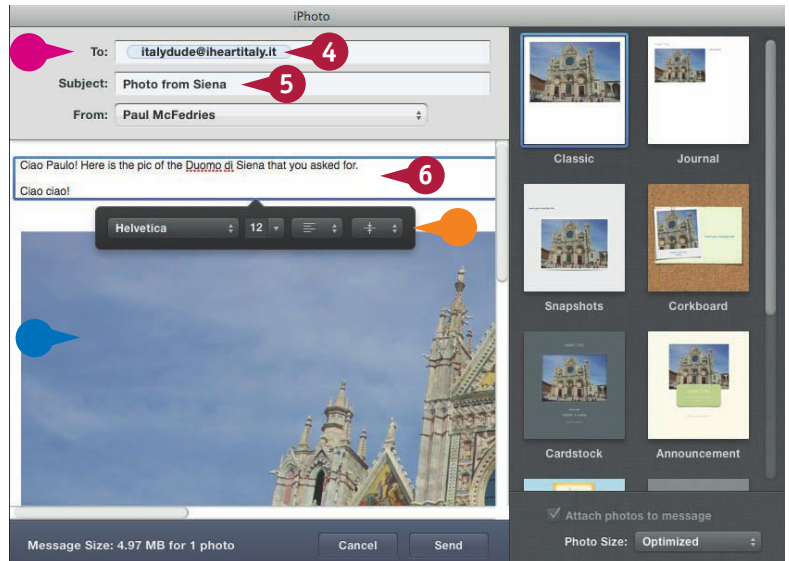 iPhoto
To: italydude@iheartitaly.it 4
Subject: Photo from Siena 5
From: Paul McFedries
Ciao Paulo! Here is the pic of the Duomo di Siena that you asked for.
Ciao ciao!
6
Helvetica 12
Message Size: 4.97 MB for 1 photo Cancel Send
Classic Journal
Snapshots Corkboard
Cardstock Announcement
Attach photos to message
Photo Size: Optimized